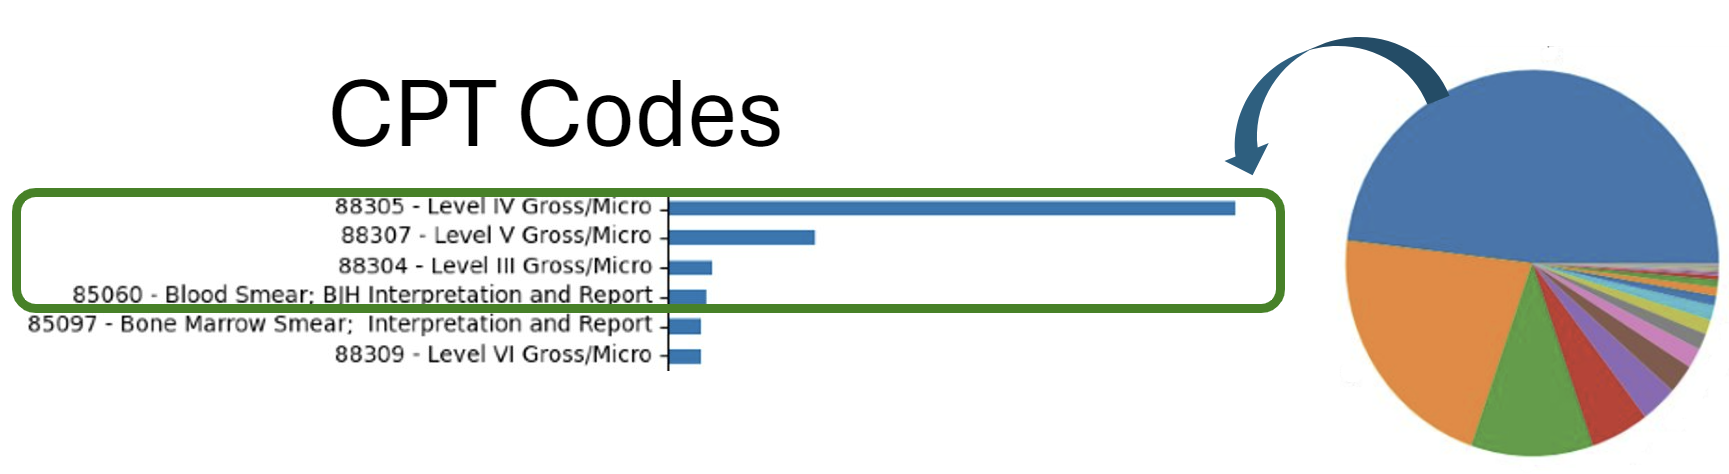 CPT Codes
88305 - Level IV Gross/Micro
88307 - Level V Gross/Micro
88304 - Level III Gross/Micro
85060 - Blood Smear; BJH Interpretation and Report
85097 - Bone Marrow Smear;  Interpretation and Report
88309 - Level VI Gross/Micro